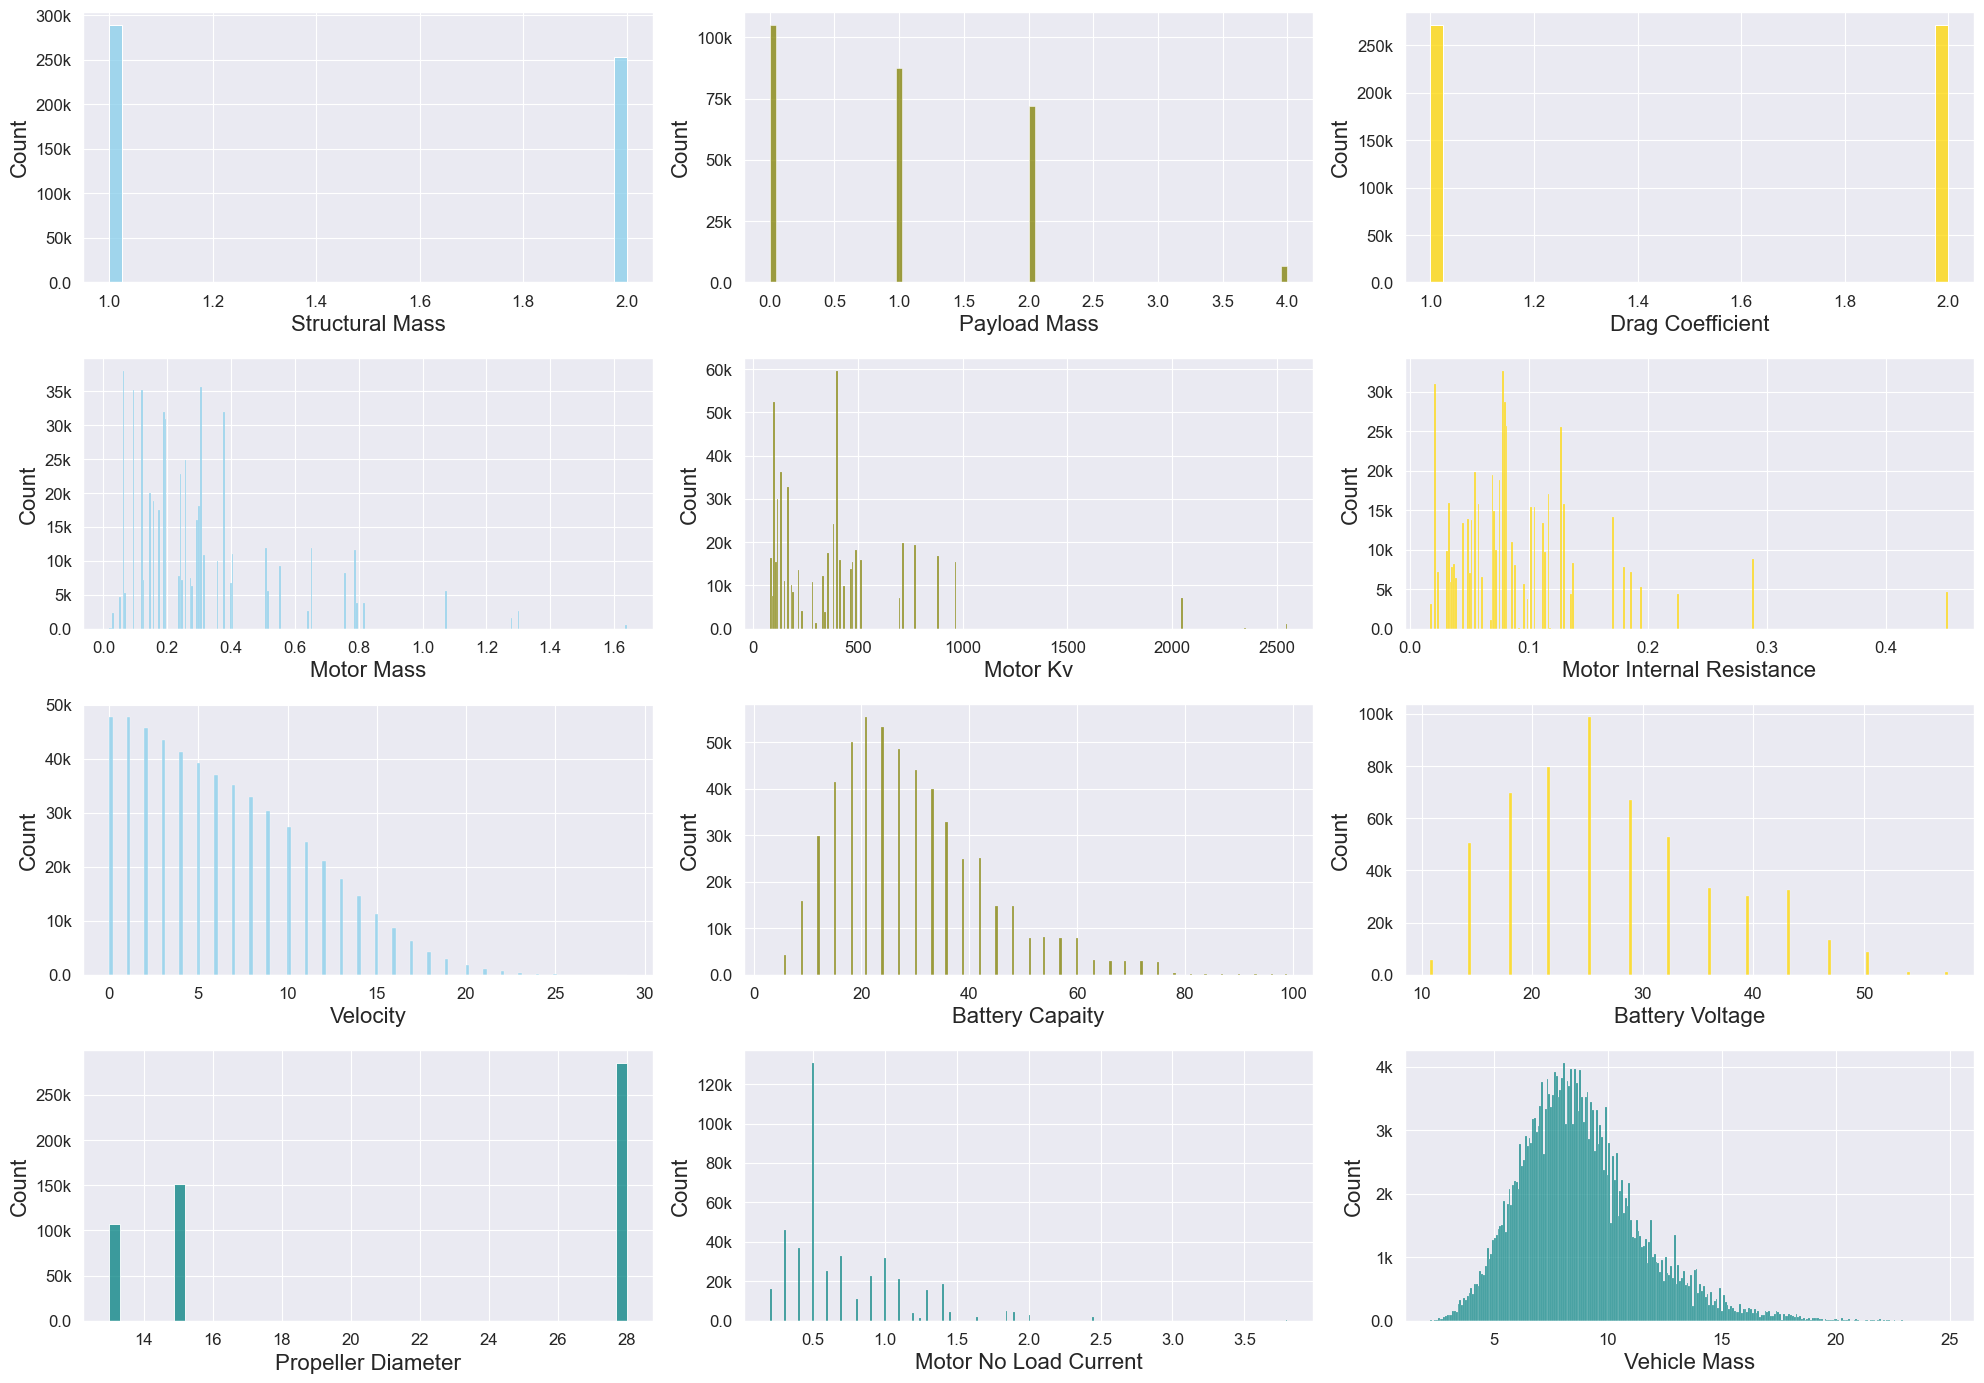 300k
250k
200k
150k
100k
50k
0.0
Count
1.0 1.2 1.4 1.6 1.8 2.0
Structural Mass
100k
75k
50k
25k
0.0
Count
0.0 0.5 1.0 1.5 2.0 2.5 3.0 3.5 4.0
Payload Mass
250k
200k
150k
100k
50k
0.0
Count
1.0 1.2 1.4 1.6 1.8 2.0
Drag Coefficient
35k
30k
25k
20k
15k
10k
5k
0.0
Count
0.0 0.2 0.4 0.6 0.8 1.0 1.2 1.4 1.6
Motor Mass
60k
50k
40k
30k
20k
10k
0.0
Count
0 500 1000 1500 2000 2500
Motor Kv
30k
25k
20k
15k
10k
5k
0.0
Count
0.0 0.1 0.2 0.3 0.4
Motor Internal Resistance
50k
40k
30k
20k
10k
0.0
Count
0 5 10 15 20 25 30
Velocity
50k
40k
30k
20k
10k
0.0
Count
0 20 40 60 80 100
Battery Capaity
100k
80k
60k
40k
20k
0.0
Count
10 20 30 40 50
Battery Voltage
250k
200k
150k
100k
50k
0.0
Count
14 16 18 20 22 24 26 28
Propeller Diameter
120k
100k
80k
60k
40k
20k
0.0
Count
0.5 1.0 1.5 2.0 2.5 3.0 3.5
Motor No Load Current
4k
3k
2k
1k
0.0
Count
5 10 15 20 25
Vehicle Mass